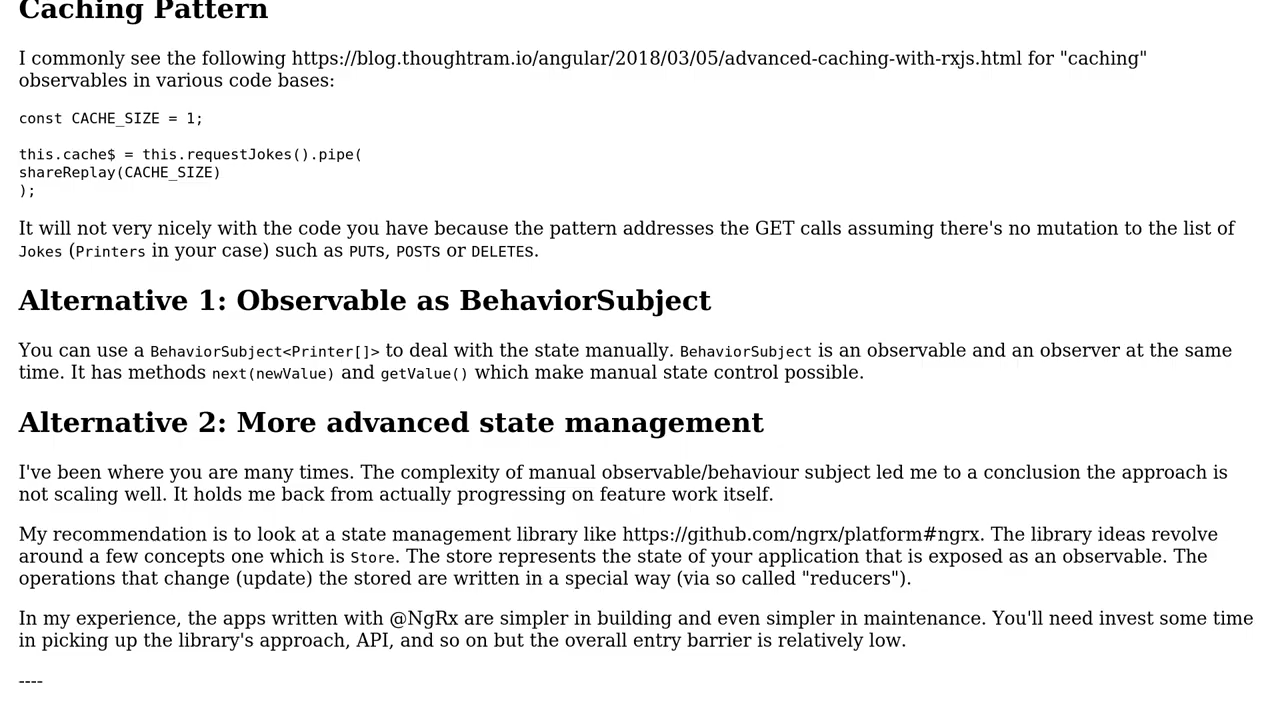 Caching Pattern
I commonly see the following https://blog.thoughtram.io/angular/2018/03/05/advanced-caching-with-rxjs.html for "caching"
observables in various code bases:
const CACHE_SIZE = 1;
this.cache$ = this.requestJokes().pipe(
shareReplay(CACHE_SIZE)
);
It will not very nicely with the code you have because the pattern addresses the GET calls assuming there's no mutation to the list of
Jokes (Printers in your case) such as PUTs, POSTs or DELETEs.
Alternative 1: Observable as BehaviorSubject
You can use a BehaviorSubject<Printer[]> to deal with the state manually. BehaviorSubject is an observable and an observer at the same
time. It has methods next(newValue) and getValue() which make manual state control possible.
Alternative 2: More advanced state management
I've been where you are many times. The complexity of manual observable/behaviour subject led me to a conclusion the approach is
not scaling well. It holds me back from actually progressing on feature work itself.
My recommendation is to look at a state management library like https://github.com/ngrx/platform#ngrx. The library ideas revolve
around a few concepts one which is Store. The store represents the state of your application that is exposed as an observable. The
operations that change (update) the stored are written in a special way (via so called "reducers").
In my experience, the apps written with @NgRx are simpler in building and even simpler in maintenance. You'll need invest some time
in picking up the library's approach, API, and so on but the overall entry barrier is relatively low.
----